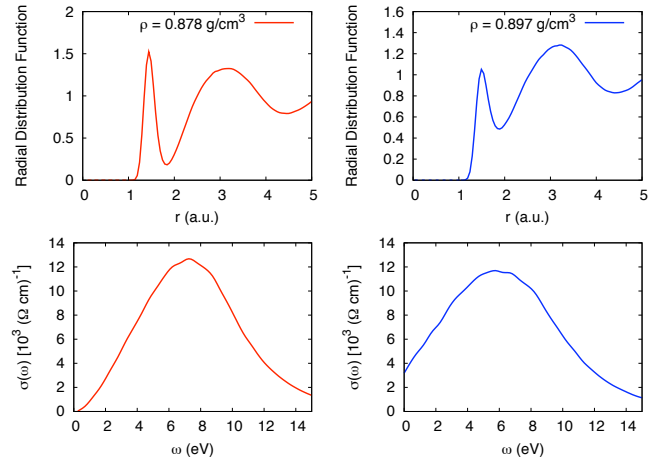 ρ = 0.878 g/cm³
Radial Distribution Function
2
1.5
1
0.5
0
0 1 2 3 4 5
r (a.u.)
ρ = 0.897 g/cm³
Radial Distribution Function
1.6
1.4
1.2
1
0.8
0.6
0.4
0.2
0
0 1 2 3 4 5
r (a.u.)
σ(ω) [10³ (Ω cm)⁻¹]
14
12
10
8
6
4
2
0
0 2 4 6 8 10 12 14
ω (eV)
σ(ω) [10³ (Ω cm)⁻¹]
14
12
10
8
6
4
2
0
0 2 4 6 8 10 12 14
ω (eV)